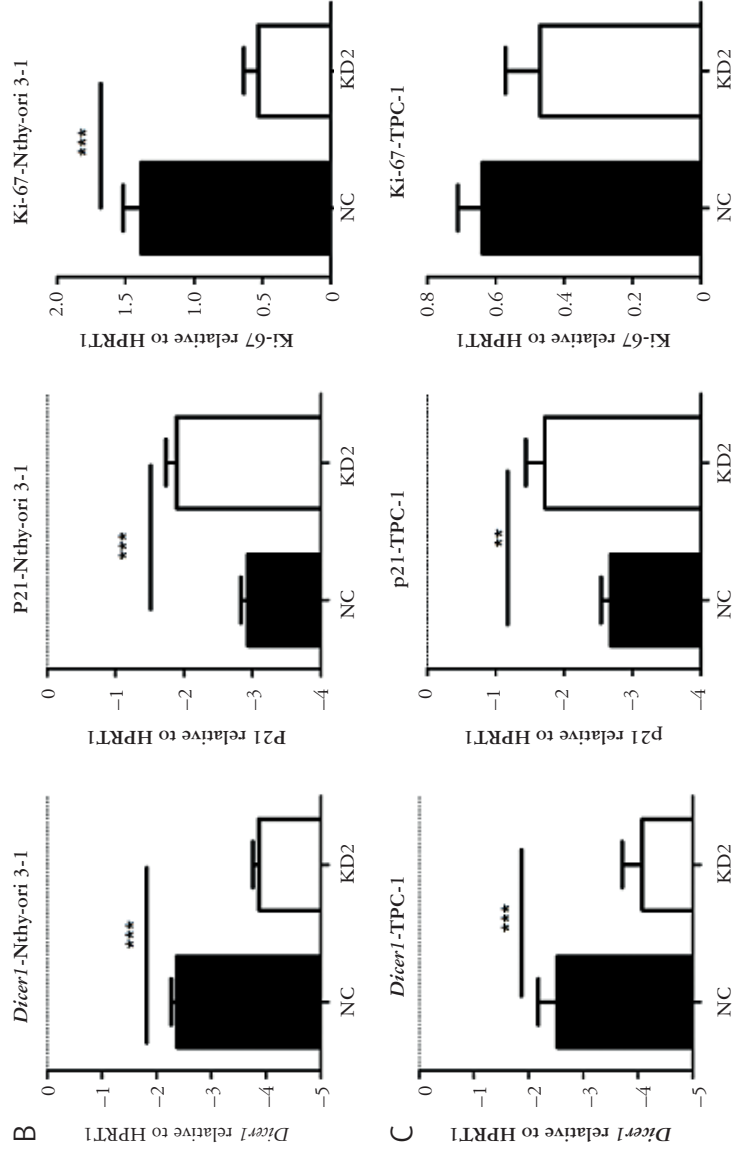 B
Dicer1-Nthy-ori 3-1
Dicer1 relative to HPRT1
0
−1
−2
−3
−4
−5
***
NC
KD2
P21-Nthy-ori 3-1
P21 relative to HPRT1
0
−1
−2
−3
−4
***
NC
KD2
Ki-67-Nthy-ori 3-1
Ki-67 relative to HPRT1
2.0
1.5
1.0
0.5
0
***
NC
KD2
C
Dicer1-TPC-1
Dicer1 relative to HPRT1
0
−1
−2
−3
−4
−5
***
NC
KD2
p21-TPC-1
p21 relative to HPRT1
0
−1
−2
−3
−4
**
NC
KD2
Ki-67-TPC-1
Ki-67 relative to HPRT1
0.8
0.6
0.4
0.2
0
NC
KD2